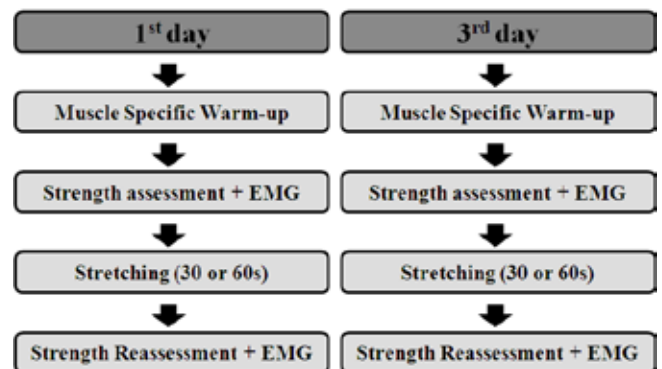 1st day
Muscle Specific Warm-up
Strength assessment + EMG
Stretching (30 or 60s)
Strength Reassessment + EMG
3rd day
Muscle Specific Warm-up
Strength assessment + EMG
Stretching (30 or 60s)
Strength Reassessment + EMG